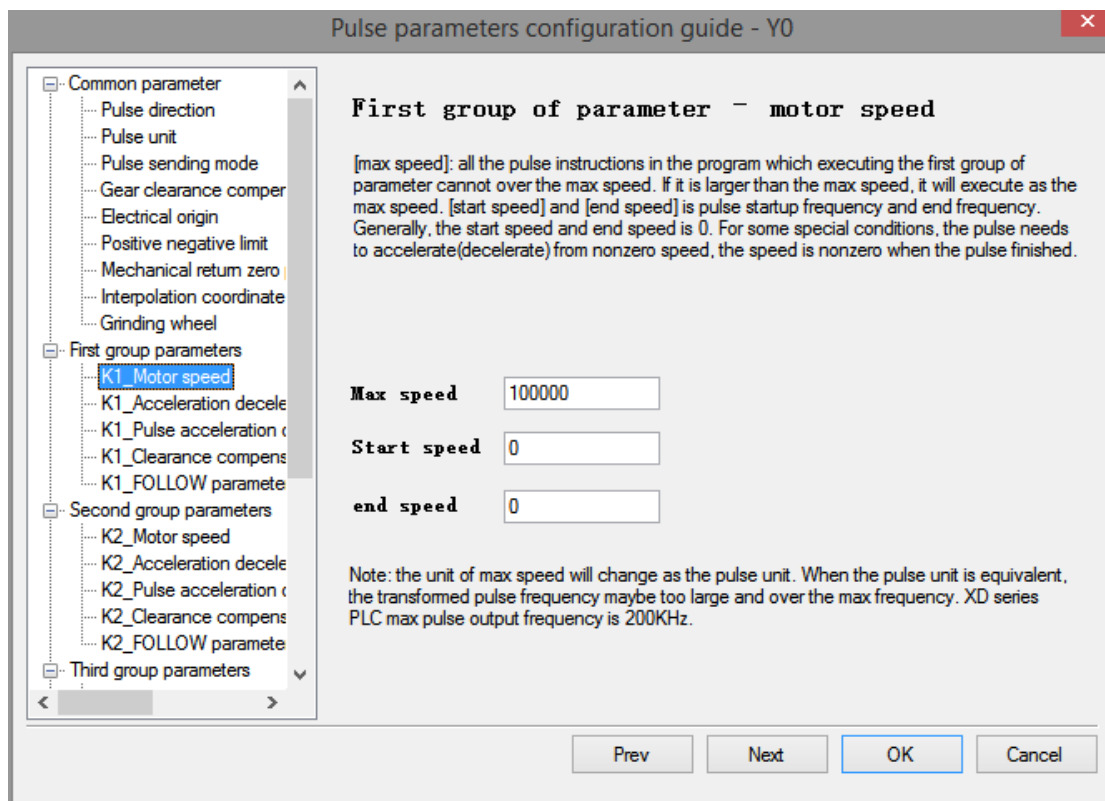 Pulse parameters configuration guide - Y0
Common parameter
Pulse direction
Pulse unit
Pulse sending mode
Gear clearance comper
Electrical origin
Positive negative limit
Mechanical return zero
Interpolation coordinate
Grinding wheel
First group parameters
K1_Motor speed
K1_Acceleration decele
K1_Pulse acceleration c
K1_Clearance compens
K1_FOLLOW paramete
Second group parameters
K2_Motor speed
K2_Acceleration decele
K2_Pulse acceleration c
K2_Clearance compens
K2_FOLLOW paramete
Third group parameters
First group of parameter - motor speed
[max speed]: all the pulse instructions in the program which executing the first group of
parameter cannot over the max speed. If it is larger than the max speed, it will execute as the
max speed. [start speed] and [end speed] is pulse startup frequency and end frequency.
Generally, the start speed and end speed is 0. For some special conditions, the pulse needs
to accelerate(decelerate) from nonzero speed, the speed is nonzero when the pulse finished.
Max speed 100000
Start speed 0
end speed 0
Note: the unit of max speed will change as the pulse unit. When the pulse unit is equivalent,
the transformed pulse frequency maybe too large and over the max frequency. XD series
PLC max pulse output frequency is 200KHz.
Prev Next OK Cancel